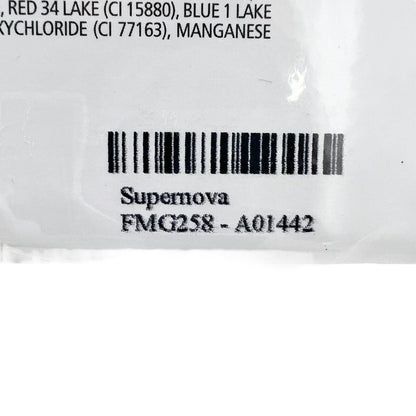 , RED 34 LAKE (CI 15880), BLUE 1 LAKE
XYCHLORIDE (CI 77163), MANGANESE
Supernova
FMG258 - A01442